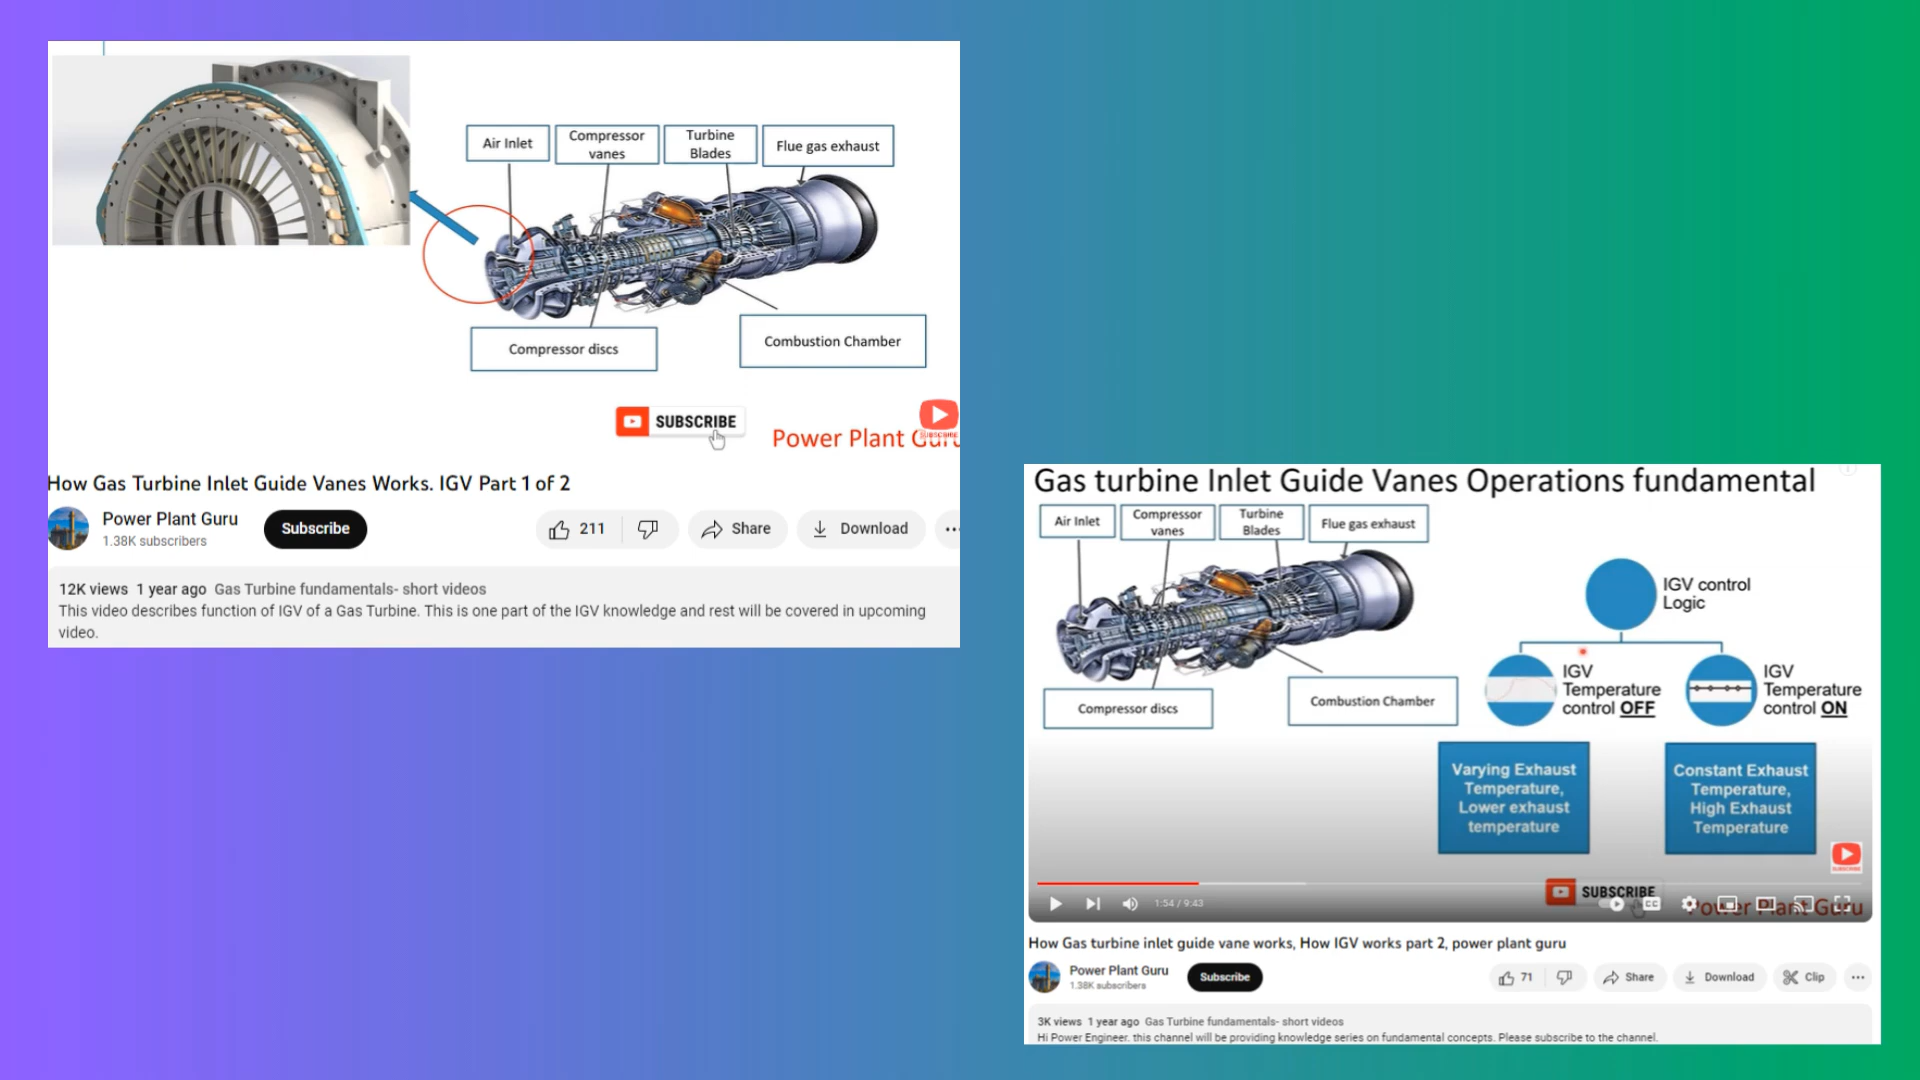 Air Inlet
Compressor
vanes
Turbine
Blades
Flue gas exhaust
Compressor discs
Combustion Chamber
SUBSCRIBE
Power Plant Guru
SUBSCRIBE
How Gas Turbine Inlet Guide Vanes Works. IGV Part 1 of 2
Power Plant Guru
1.38K subscribers
Subscribe
211
Share
Download
12K views 1 year ago Gas Turbine fundamentals- short videos
This video describes function of IGV of a Gas Turbine. This is one part of the IGV knowledge and rest will be covered in upcoming
video.
Gas turbine Inlet Guide Vanes Operations fundamental
Air Inlet
Compressor
vanes
Turbine
Blades
Flue gas exhaust
Compressor discs
Combustion Chamber
IGV control
Logic
IGV
Temperature
control OFF
IGV
Temperature
control ON
Varying Exhaust
Temperature,
Lower exhaust
temperature
Constant Exhaust
Temperature,
High Exhaust
Temperature
SUBSCRIBE
SUBSCRIBE
1:54 / 9:43
CC
Power Plant Guru
How Gas turbine inlet guide vane works, How IGV works part 2, power plant guru
Power Plant Guru
1.38K subscribers
Subscribe
71
Share
Download
Clip
3K views 1 year ago Gas Turbine fundamentals- short videos
Hi Power Engineer. this channel will be providing knowledge series on fundamental concepts. Please subscribe to the channel.